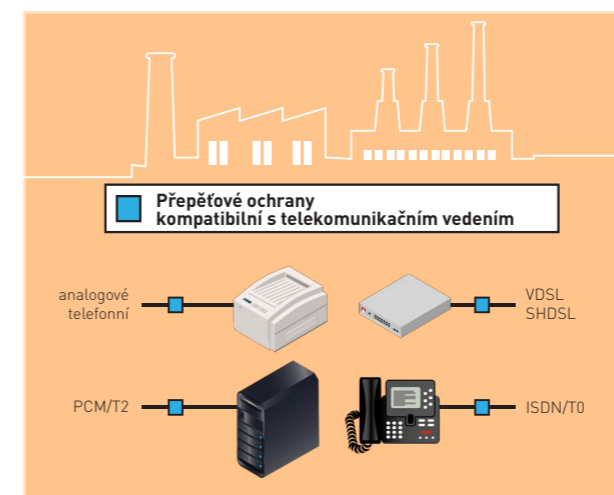 Přepěťové ochrany
kompatibilní s telekomunikačním vedením
analogové
telefonní
VDSL
SHDSL
PCM/T2
ISDN/T0